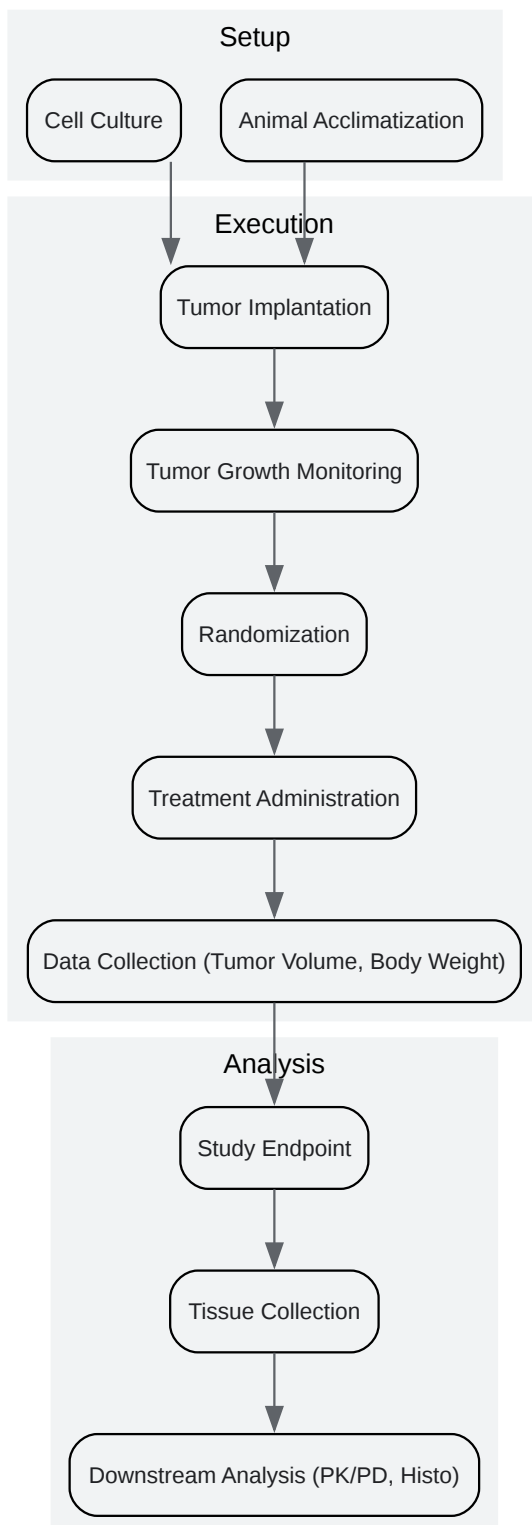 Setup
Cell Culture
Animal Acclimatization
Execution
Tumor Implantation
Tumor Growth Monitoring
Randomization
Treatment Administration
Data Collection (Tumor Volume, Body Weight)
Analysis
Study Endpoint
Tissue Collection
Downstream Analysis (PK/PD, Histo)